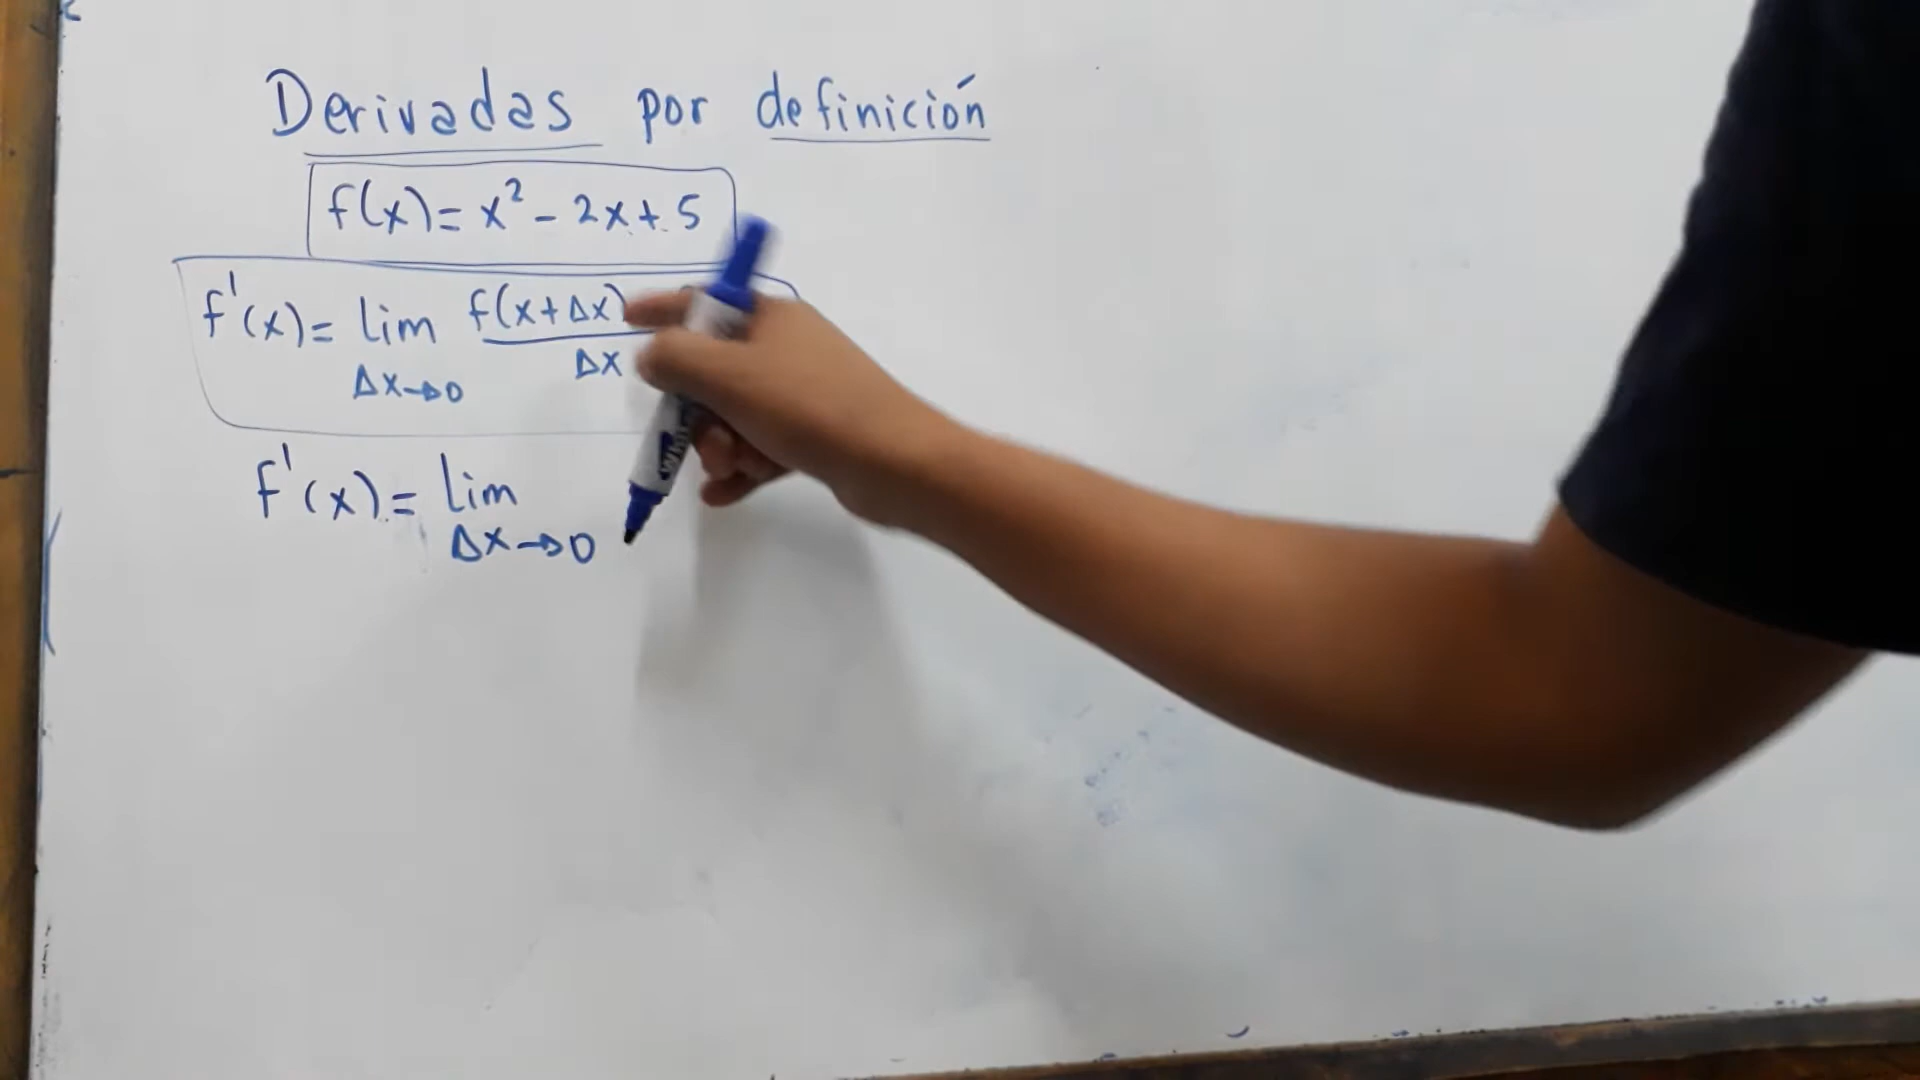 Derivadas por definición
f(x) = x² - 2x + 5
f'(x) = lim f(x+Δx)
Δx→0 Δx
f'(x) = lim
Δx→0